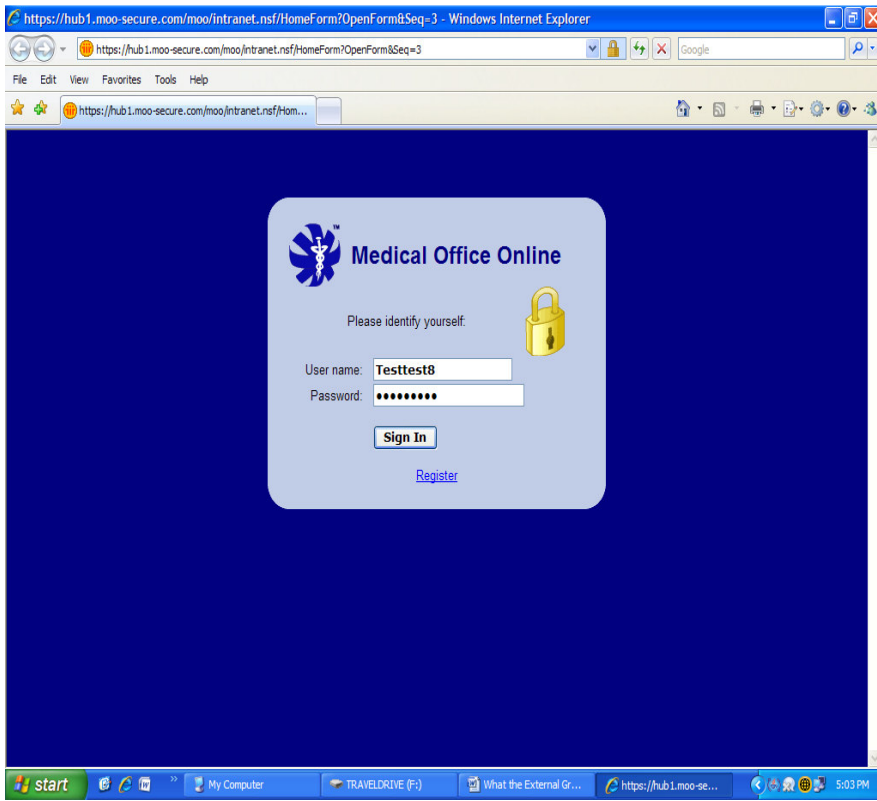 https://hub1.moo-secure.com/moo/intranet.nsf/HomeForm?OpenForm&Seq=3 - Windows Internet Explorer
https://hub1.moo-secure.com/moo/intranet.nsf/HomeForm?OpenForm&Seq=3
Google
File Edit View Favorites Tools Help
https://hub1.moo-secure.com/moo/intranet.nsf/Hom...
Medical Office Online™
Please identify yourself:
User name: Testtest8
Password: •••••••••
Sign In
Register
start My Computer TRAVELDRIVE (F:) What the External Gr... https://hub1.moo-se... 5:03 PM